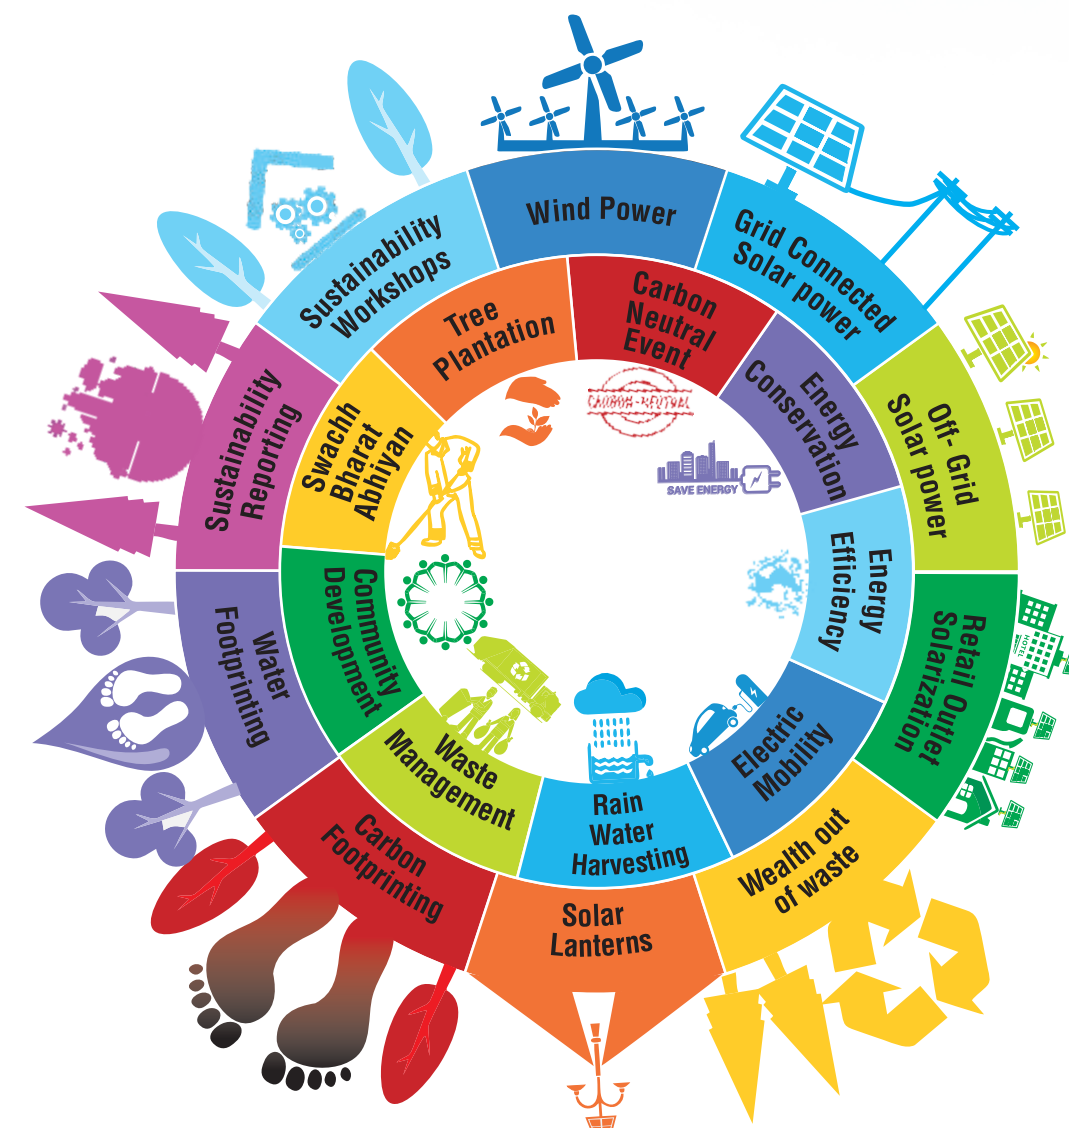 Wind Power
Grid Connected
Solar power
Off- Grid
Solar power
Retail Outlet
Solarization
Wealth out
of waste
Solar
Lanterns
Carbon
Footprinting
Water
Footprinting
Sustainability
Reporting
Sustainability
Workshops
Carbon
Neutral
Event
Energy
Conservation
Energy
Efficiency
Electric
Mobility
Rain
Water
Harvesting
Waste
Management
Community
Development
Swachh
Bharat
Abhiyan
Tree
Plantation
CARBON-NEUTRAL
SAVE ENERGY
HOTEL